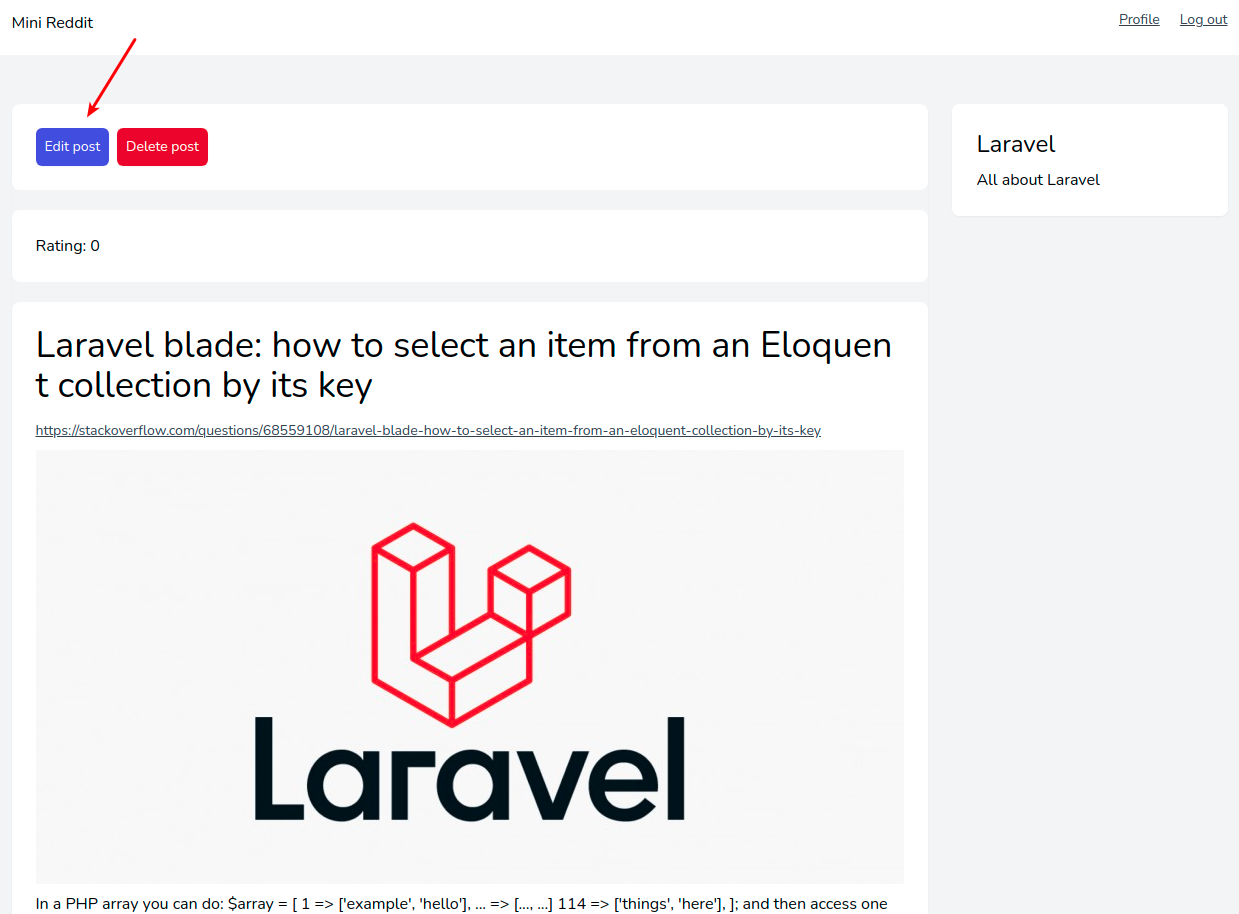 Mini Reddit
Profile
Log out
Edit post
Delete post
Laravel
All about Laravel
Rating: 0
Laravel blade: how to select an item from an Eloquen
t collection by its key
https://stackoverflow.com/questions/68559108/laravel-blade-how-to-select-an-item-from-an-eloquent-collection-by-its-key
Laravel
In a PHP array you can do: $array = [ 1 => ['example', 'hello'], ... => [..., ...] 114 => ['things', 'here'], ]; and then access one